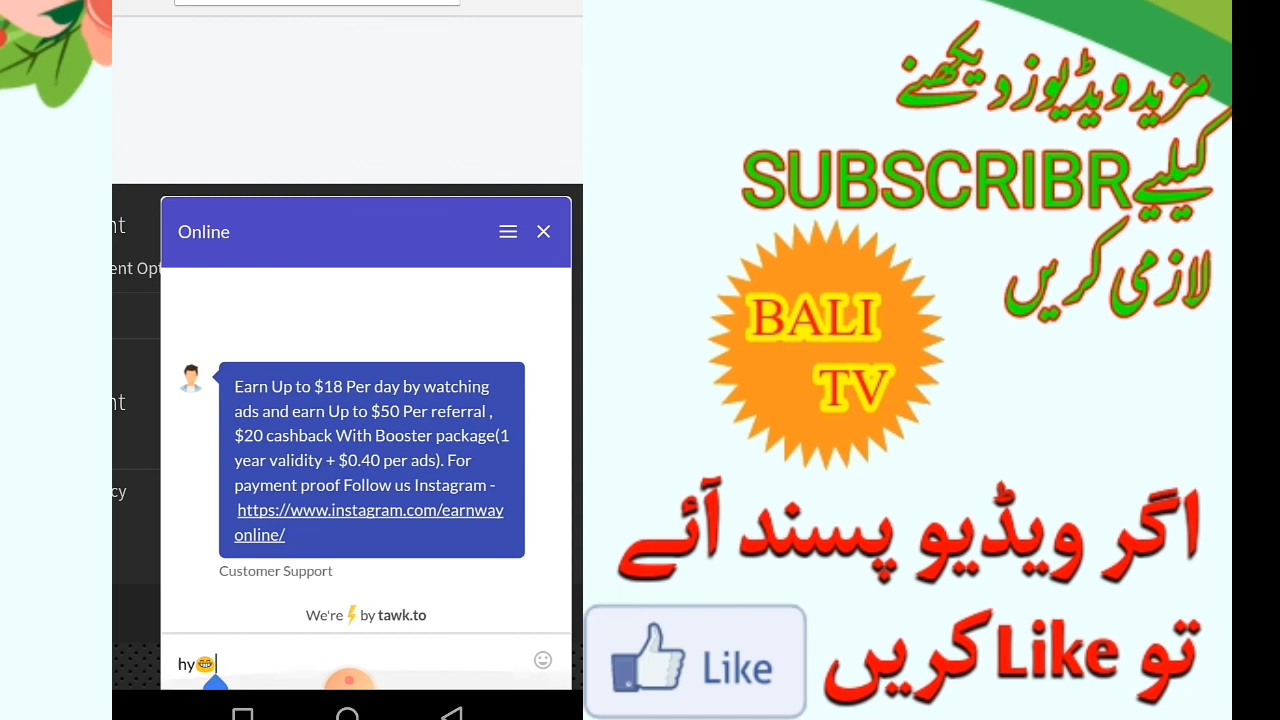 nt
ent Opt
nt
cy
Online
Earn Up to $18 Per day by watching
ads and earn Up to $50 Per referral ,
$20 cashback With Booster package(1
year validity + $0.40 per ads). For
payment proof Follow us Instagram -
https://www.instagram.com/earnway
online/
Customer Support
We're⚡by tawk.to
hy😁
مزید ویڈیوز دیکھنے
کیلیے SUBSCRIBR
لازمی کریں
BALI
TV
اگر ویڈیو پسند آئے
تو Like کریں
Like